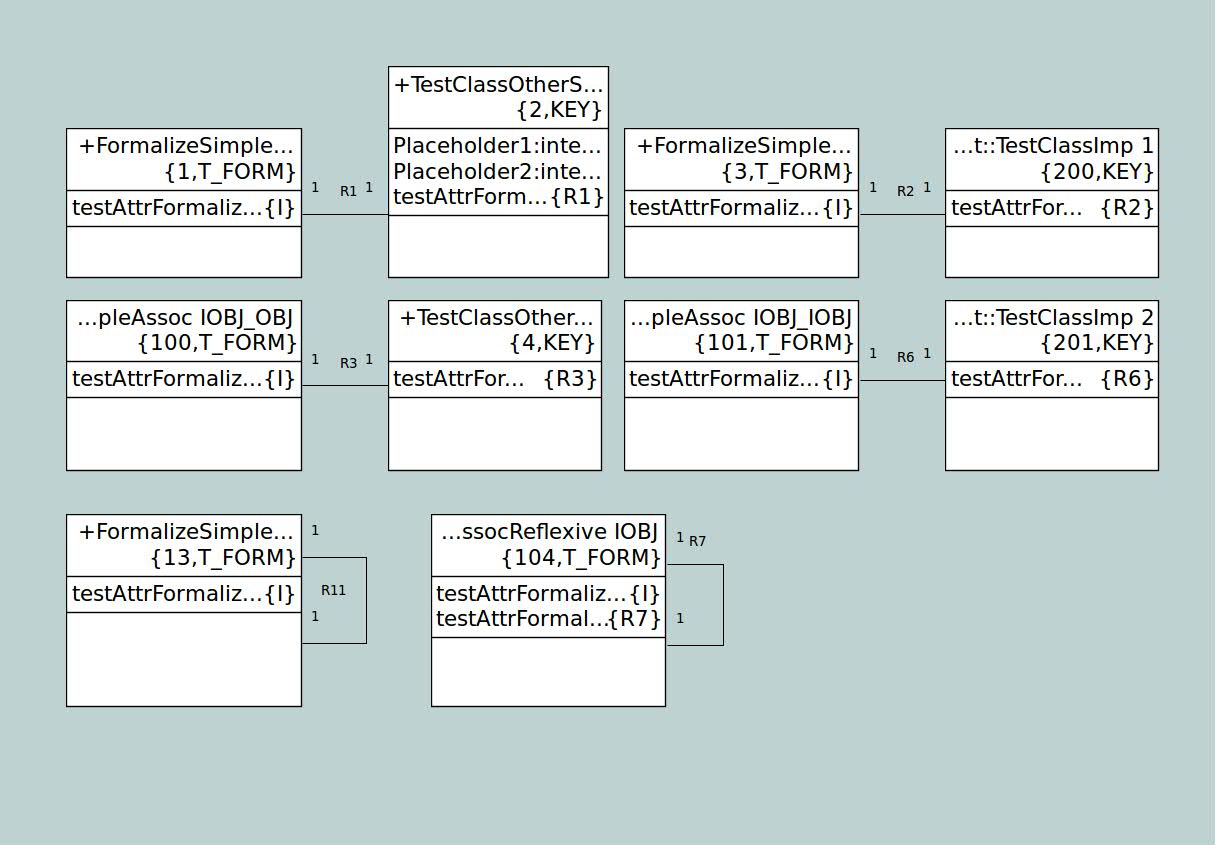 +TestClassOtherS...
{2,KEY}
Placeholder1:inte...
Placeholder2:inte...
testAttrForm...{R1}
+FormalizeSimple...
{1,T_FORM}
testAttrFormaliz...{I}
1 R1 1
+FormalizeSimple...
{3,T_FORM}
testAttrFormaliz...{I}
1 R2 1
...t::TestClassImp 1
{200,KEY}
testAttrFor... {R2}
...pleAssoc IOBJ_OBJ
{100,T_FORM}
testAttrFormaliz...{I}
1 R3 1
+TestClassOther...
{4,KEY}
testAttrFor... {R3}
...pleAssoc IOBJ_IOBJ
{101,T_FORM}
testAttrFormaliz...{I}
1 R6 1
...t::TestClassImp 2
{201,KEY}
testAttrFor... {R6}
+FormalizeSimple...
{13,T_FORM}
testAttrFormaliz...{I}
1
R11
1
...ssocReflexive IOBJ
{104,T_FORM}
testAttrFormaliz...{I}
testAttrFormal...{R7}
1 R7
1